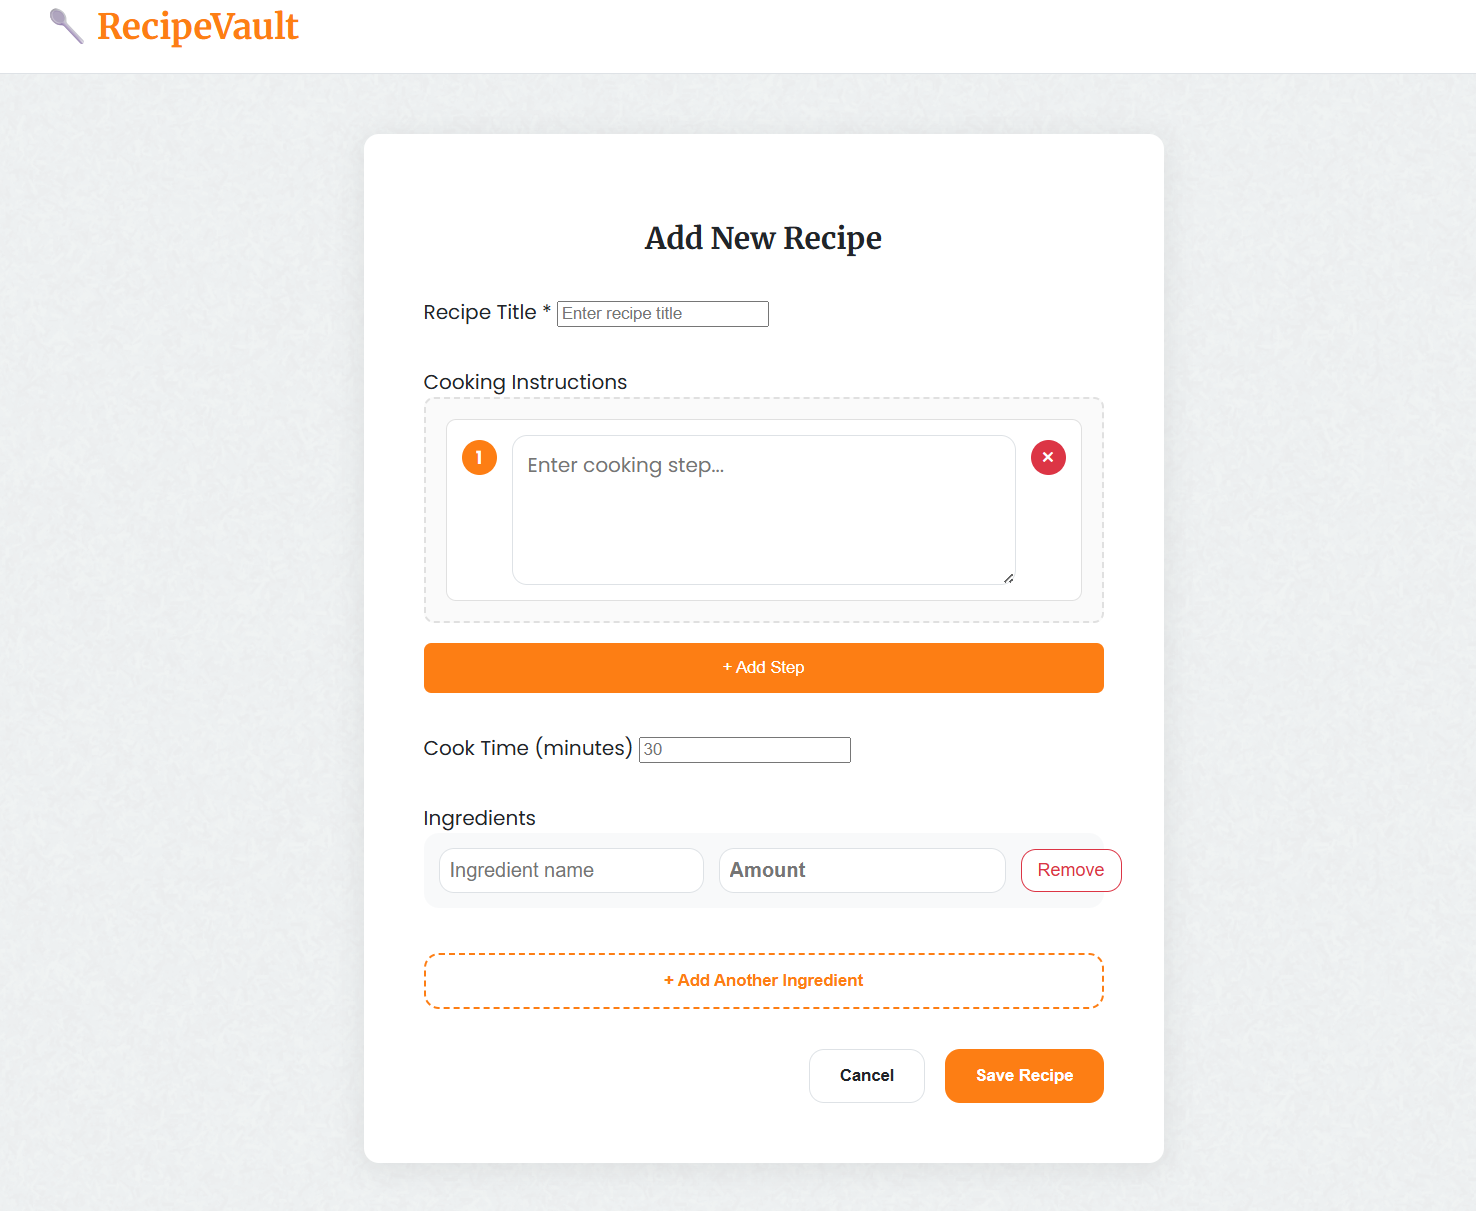 RecipeVault
Add New Recipe
Recipe Title * Enter recipe title
Cooking Instructions
1 Enter cooking step... ×
+ Add Step
Cook Time (minutes) 30
Ingredients
Ingredient name Amount Remove
+ Add Another Ingredient
Cancel Save Recipe